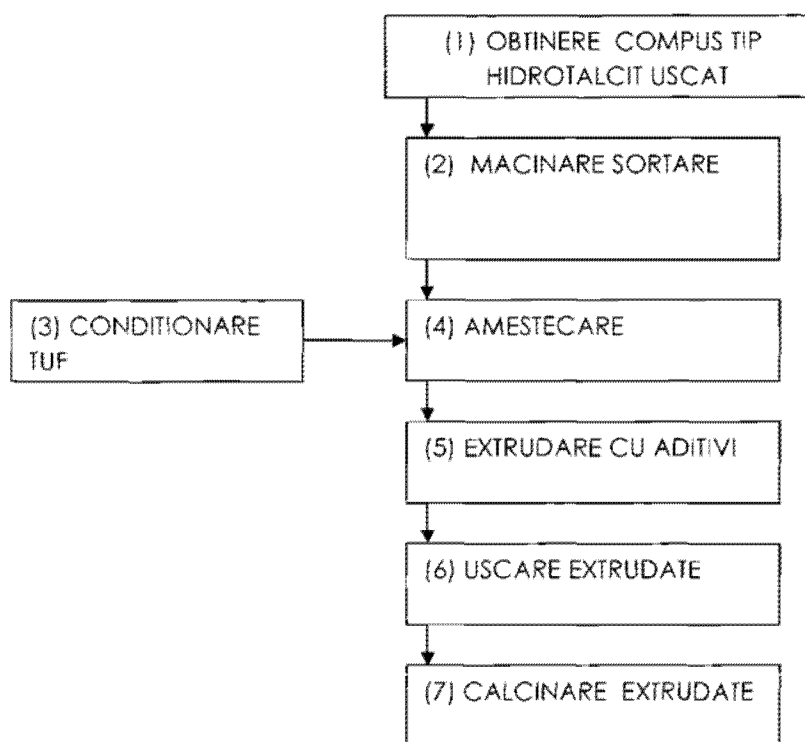 (1) OBTINERE COMPUS TIP
HIDROTALCIT USCAT
(2) MACINARE SORTARE
(3) CONDITIONARE
TUF
(4) AMESTECARE
(5) EXTRUDARE CU ADITIVI
(6) USCARE EXTRUDATE
(7) CALCINARE EXTRUDATE